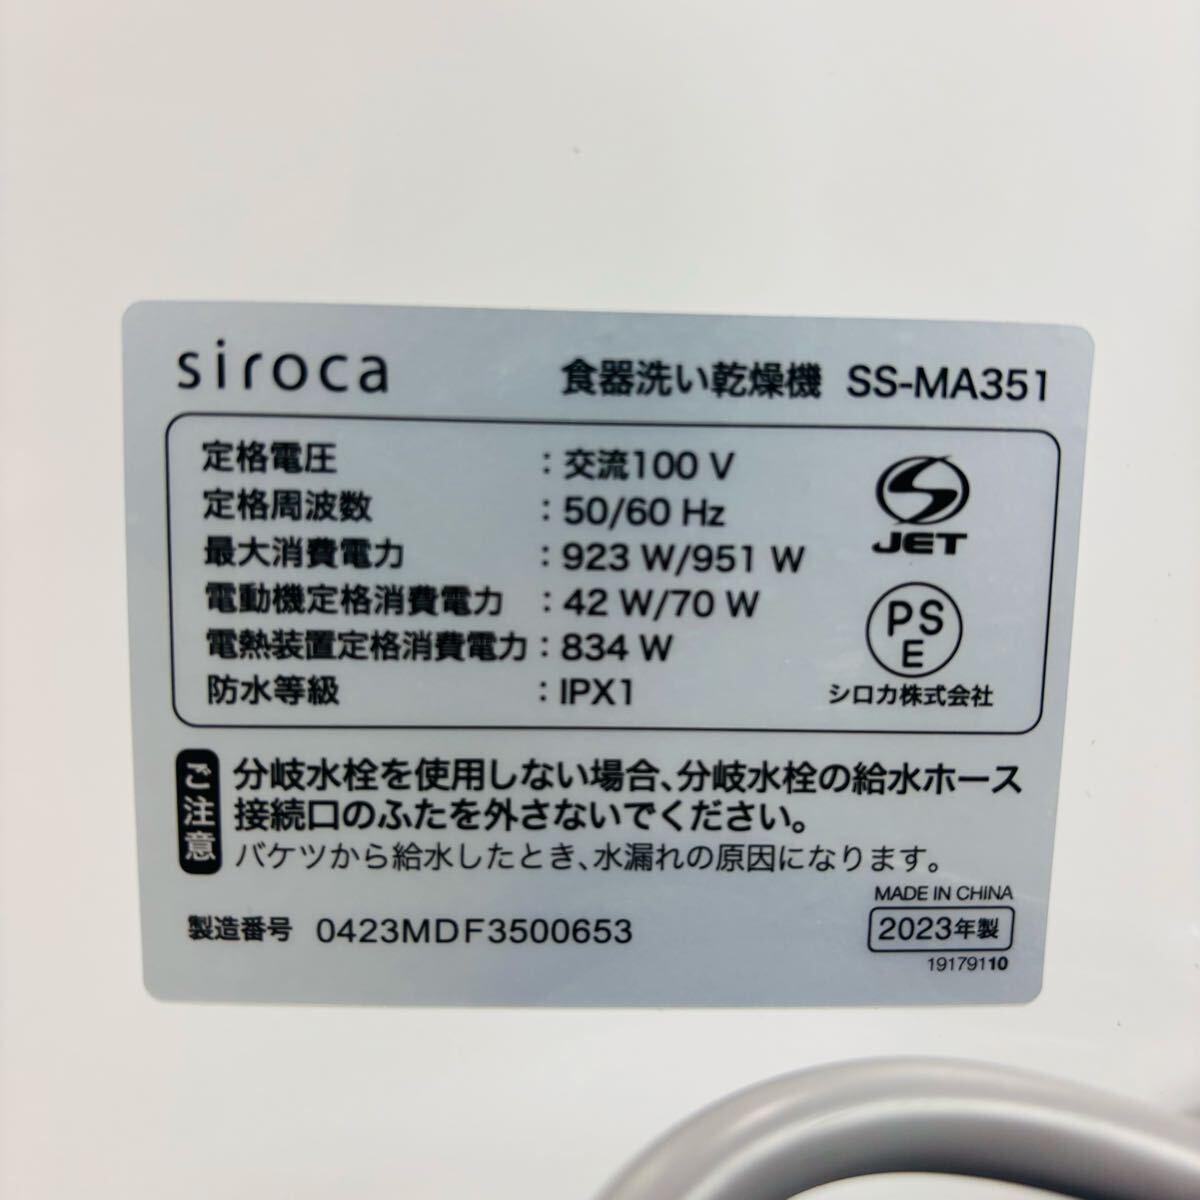 siroca 食器洗い乾燥機 SS-MA351
定格電圧 : 交流100 V
定格周波数 : 50/60 Hz
最大消費電力 : 923 W/951 W
電動機定格消費電力 : 42 W/70 W
電熱装置定格消費電力 : 834 W
防水等級 : IPX1
JET
PS
E
シロカ株式会社
ご注意
分岐水栓を使用しない場合、分岐水栓の給水ホース
接続口のふたを外さないでください。
バケツから給水したとき、水漏れの原因になります。
MADE IN CHINA
製造番号 0423MDF3500653
2023年製
19179110